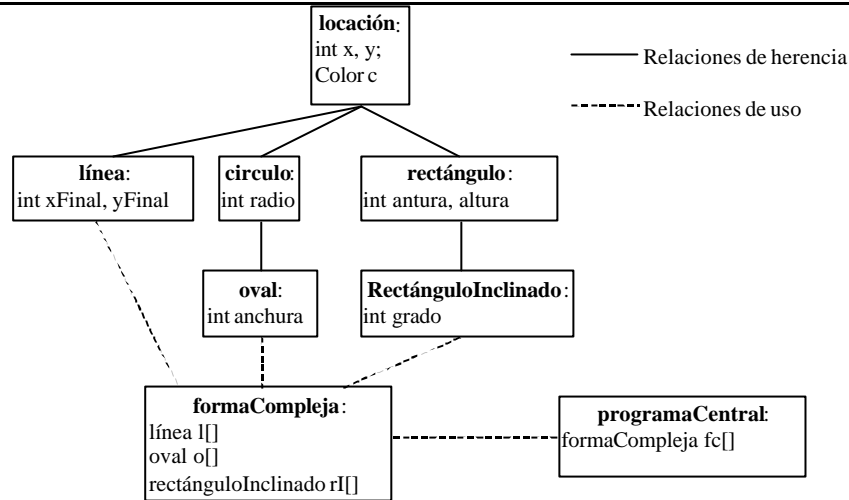 locación:
int x, y;
Color c
Relaciones de herencia
Relaciones de uso
línea:
int xFinal, yFinal
circulo:
int radio
rectángulo:
int antura, altura
oval:
int anchura
RectánguloInclinado:
int grado
formaCompleja:
línea l[]
oval o[]
rectánguloInclinado rI[]
programaCentral:
formaCompleja fc[]